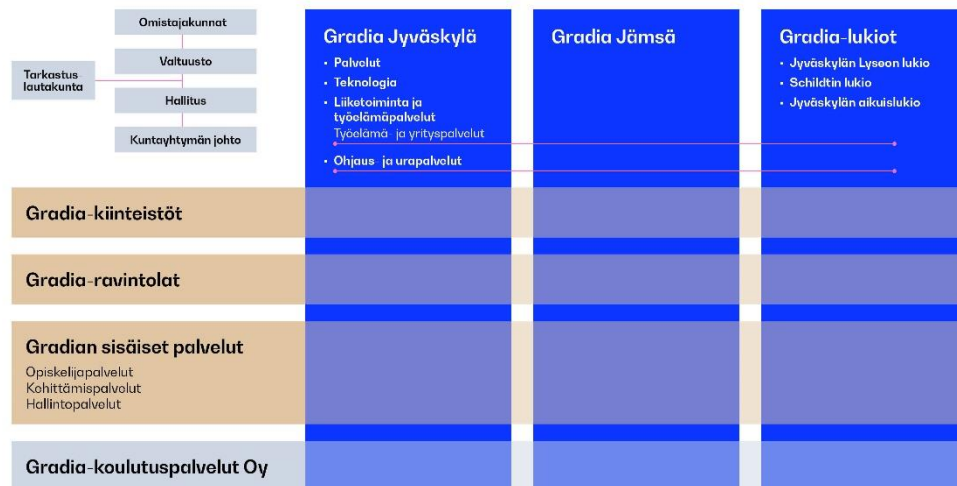 Omistajakunnat
Valtuusto
Tarkastus
lautakunta
Hallitus
Kuntayhtymän johto
Gradia Jyväskylä
• Palvelut
• Teknologia
• Liiketoiminta ja
työelämäpalvelut
Työelämä- ja yrityspalvelut
• Ohjaus- ja urapalvelut
Gradia Jämsä
Gradia-lukiot
• Jyväskylän Lyseon lukio
• Schildtin lukio
• Jyväskylän aikuislukio
Gradia-kiinteistöt
Gradia-ravintolat
Gradian sisäiset palvelut
Opiskelijapalvelut
Kehittämispalvelut
Hallintopalvelut
Gradia-koulutuspalvelut Oy